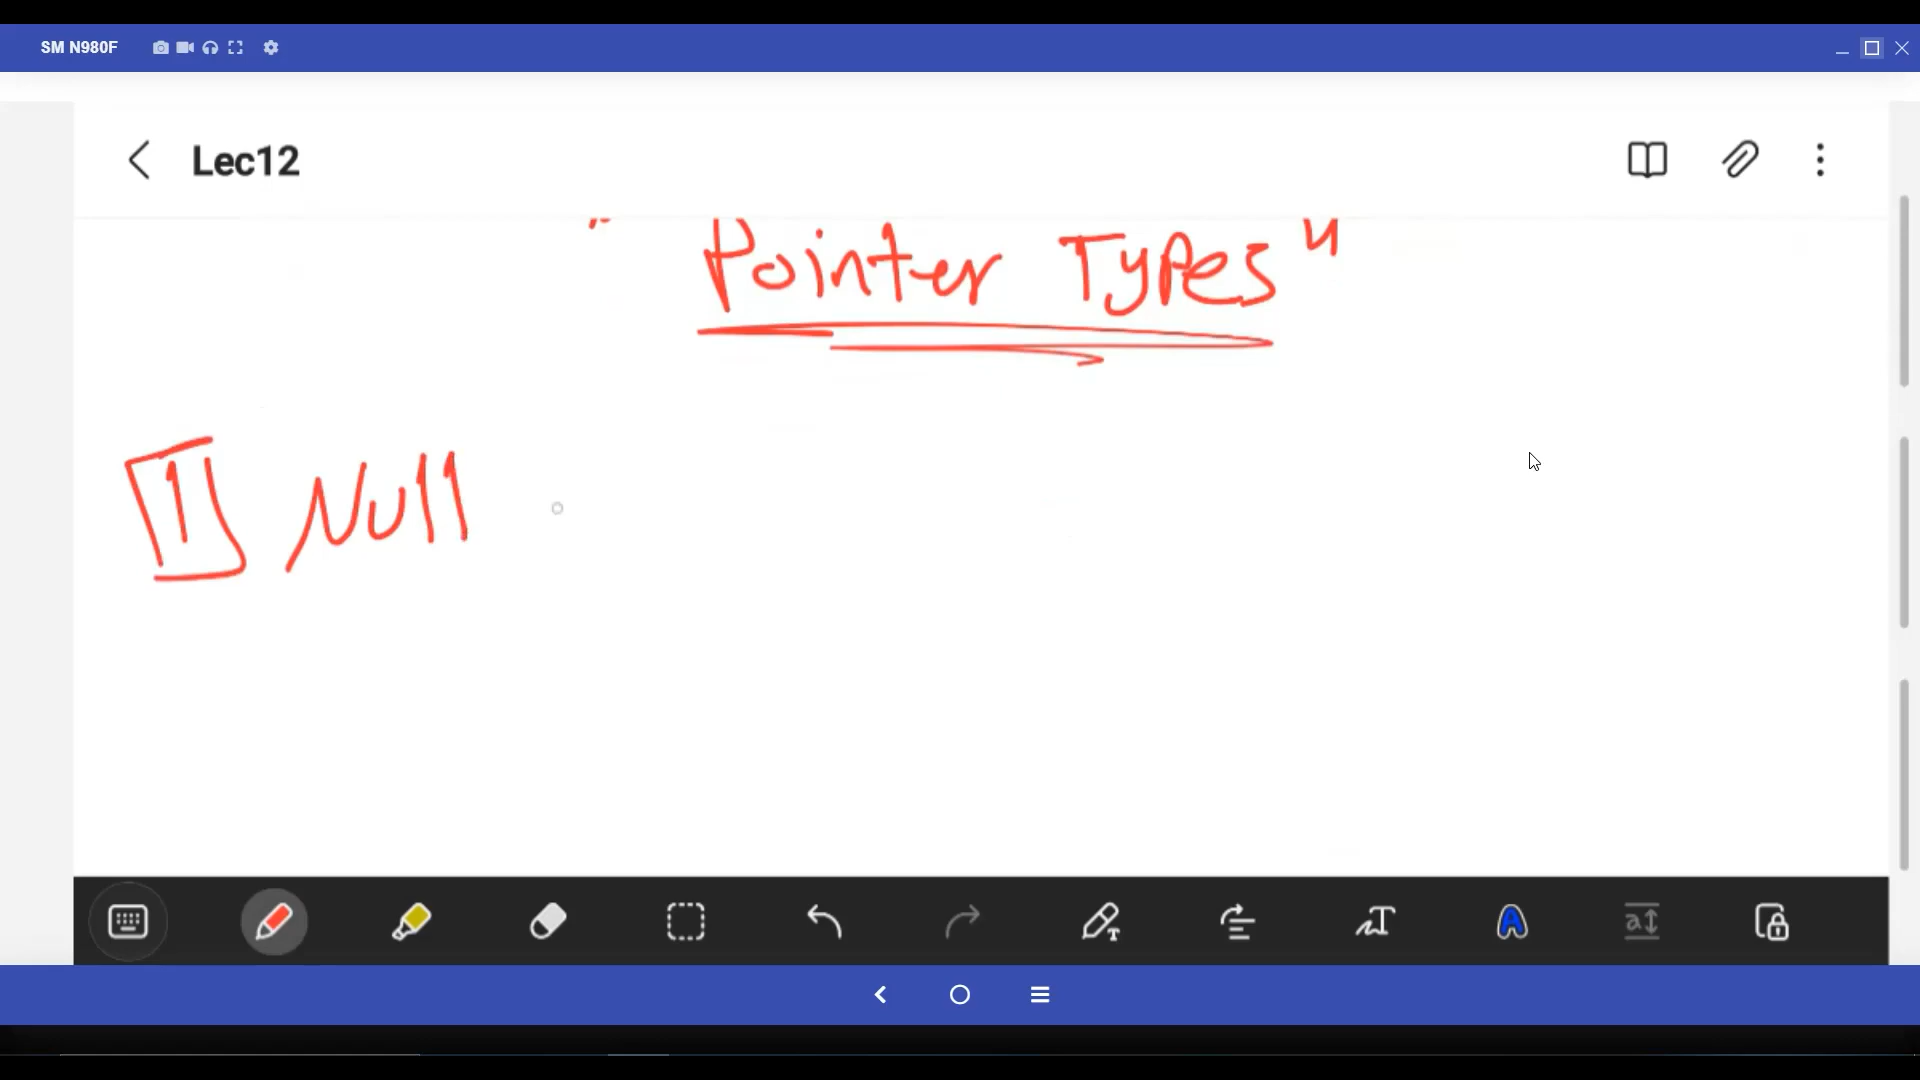 SM N980F
Lec12
" Pointer Types "
1 Null